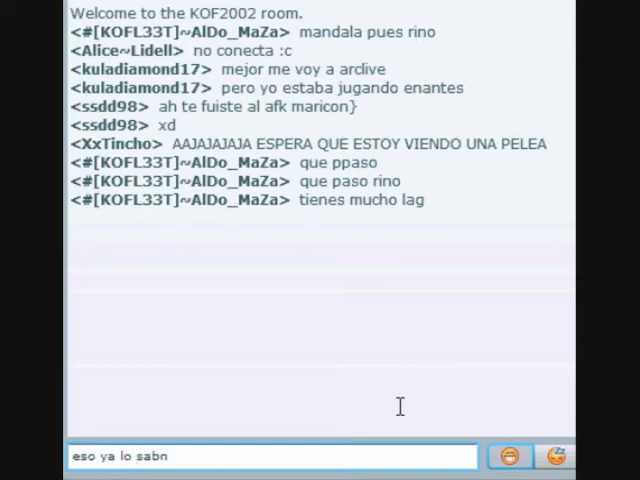 Welcome to the KOF2002 room.
<#[KOFL33T]~AlDo_MaZa> mandala pues rino
<Alice~Lidell> no conecta :c
<kuladiamond17> mejor me voy a arclive
<kuladiamond17> pero yo estaba jugando enantes
<ssdd98> ah te fuiste al afk maricon}
<ssdd98> xd
<XxTincho> AAJAJAJAJA ESPERA QUE ESTOY VIENDO UNA PELEA
<#[KOFL33T]~AlDo_MaZa> que ppaso
<#[KOFL33T]~AlDo_MaZa> que paso rino
<#[KOFL33T]~AlDo_MaZa> tienes mucho lag
eso ya lo sabn